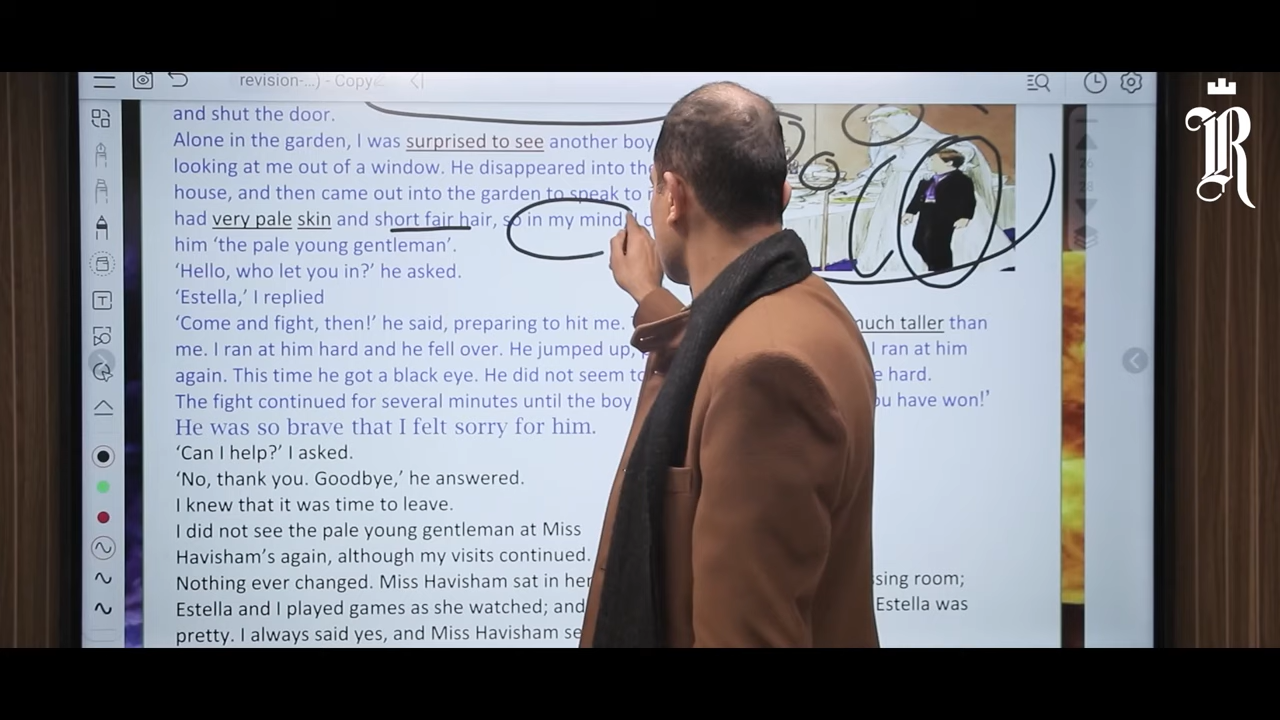 revision-...) - Copy
and shut the door.
Alone in the garden, I was surprised to see another boy
looking at me out of a window. He disappeared into the
house, and then came out into the garden to speak to
had very pale skin and short fair hair, so in my mind I
him ‘the pale young gentleman’.
‘Hello, who let you in?’ he asked.
‘Estella,’ I replied
‘Come and fight, then!’ he said, preparing to hit me. much taller than
me. I ran at him hard and he fell over. He jumped up, I ran at him
again. This time he got a black eye. He did not seem to hard.
The fight continued for several minutes until the boy have won!’
He was so brave that I felt sorry for him.
‘Can I help?’ I asked.
‘No, thank you. Goodbye,’ he answered.
I knew that it was time to leave.
I did not see the pale young gentleman at Miss
Havisham’s again, although my visits continued.
Nothing ever changed. Miss Havisham sat in her room;
Estella and I played games as she watched; and Estella was
pretty. I always said yes, and Miss Havisham
R